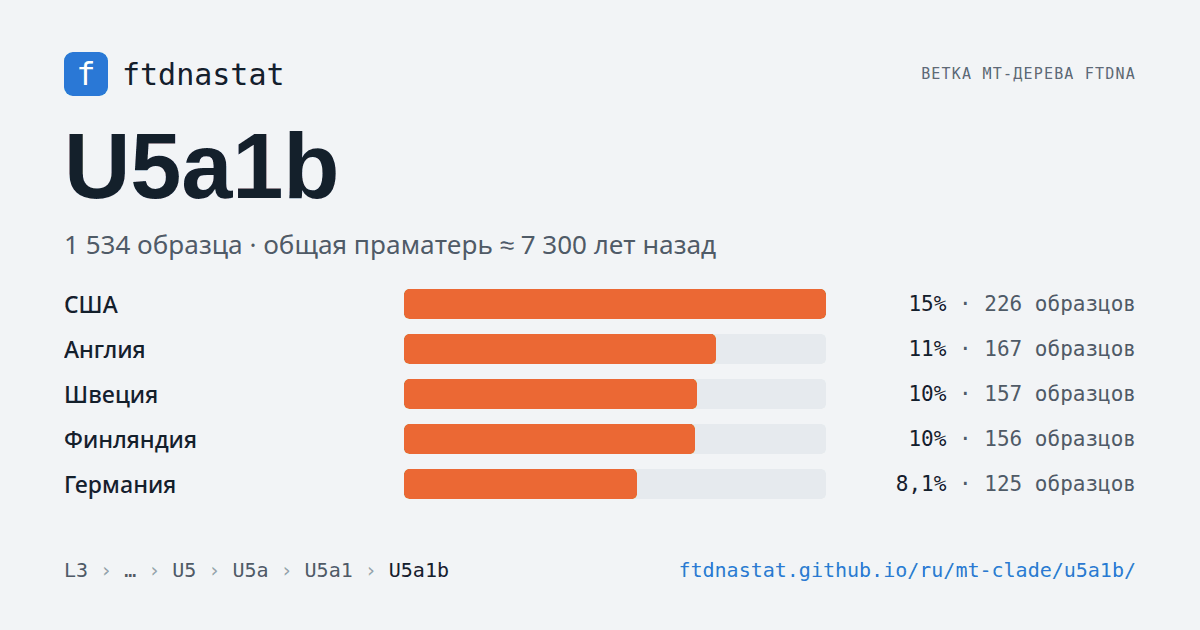 f ftdnastat
ВЕТКА МТ-ДЕРЕВА FTDNA
U5a1b
1 534 образца · общая праматерь ≈ 7 300 лет назад
США 15% · 226 образцов
Англия 11% · 167 образцов
Швеция 10% · 157 образцов
Финляндия 10% · 156 образцов
Германия 8,1% · 125 образцов
L3 › … › U5 › U5a › U5a1 › U5a1b
ftdnastat.github.io/ru/mt-clade/u5a1b/